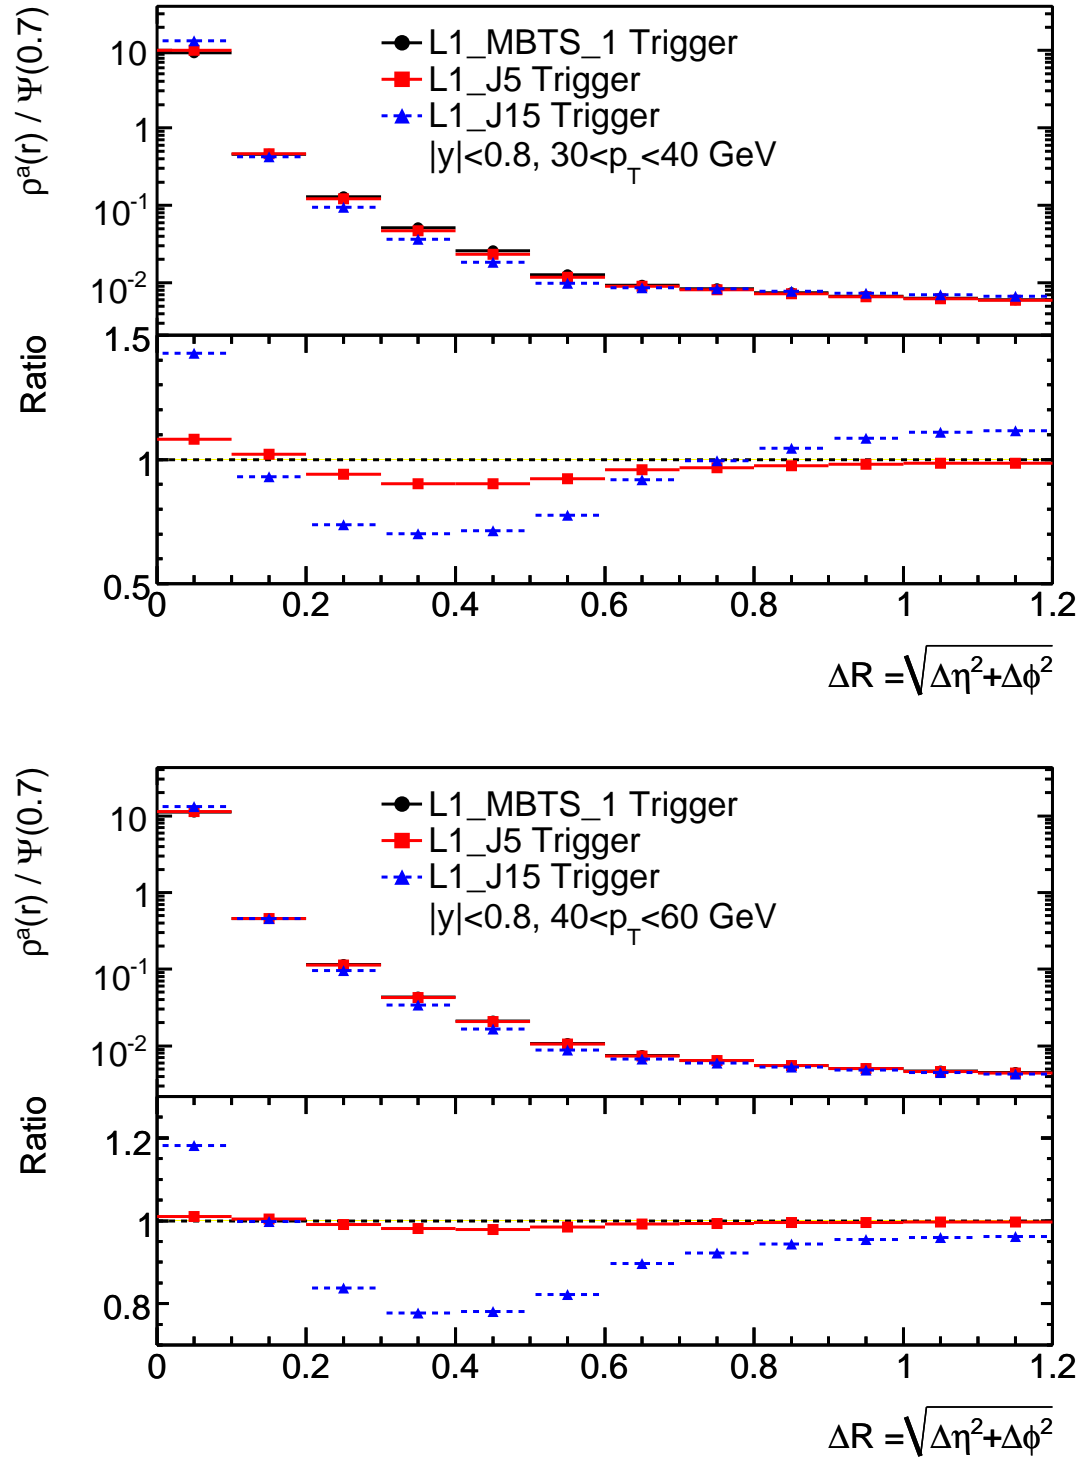 ρᵃ(r) / Ψ(0.7)
10
1
10⁻¹
10⁻²
L1_MBTS_1 Trigger
L1_J5 Trigger
L1_J15 Trigger
|y|<0.8, 30<p_T<40 GeV
Ratio
1.5
1
0.5
0 0.2 0.4 0.6 0.8 1 1.2
ΔR = √Δη²+Δϕ²
ρᵃ(r) / Ψ(0.7)
10
1
10⁻¹
10⁻²
L1_MBTS_1 Trigger
L1_J5 Trigger
L1_J15 Trigger
|y|<0.8, 40<p_T<60 GeV
Ratio
1.2
1
0.8
0 0.2 0.4 0.6 0.8 1 1.2
ΔR = √Δη²+Δϕ²